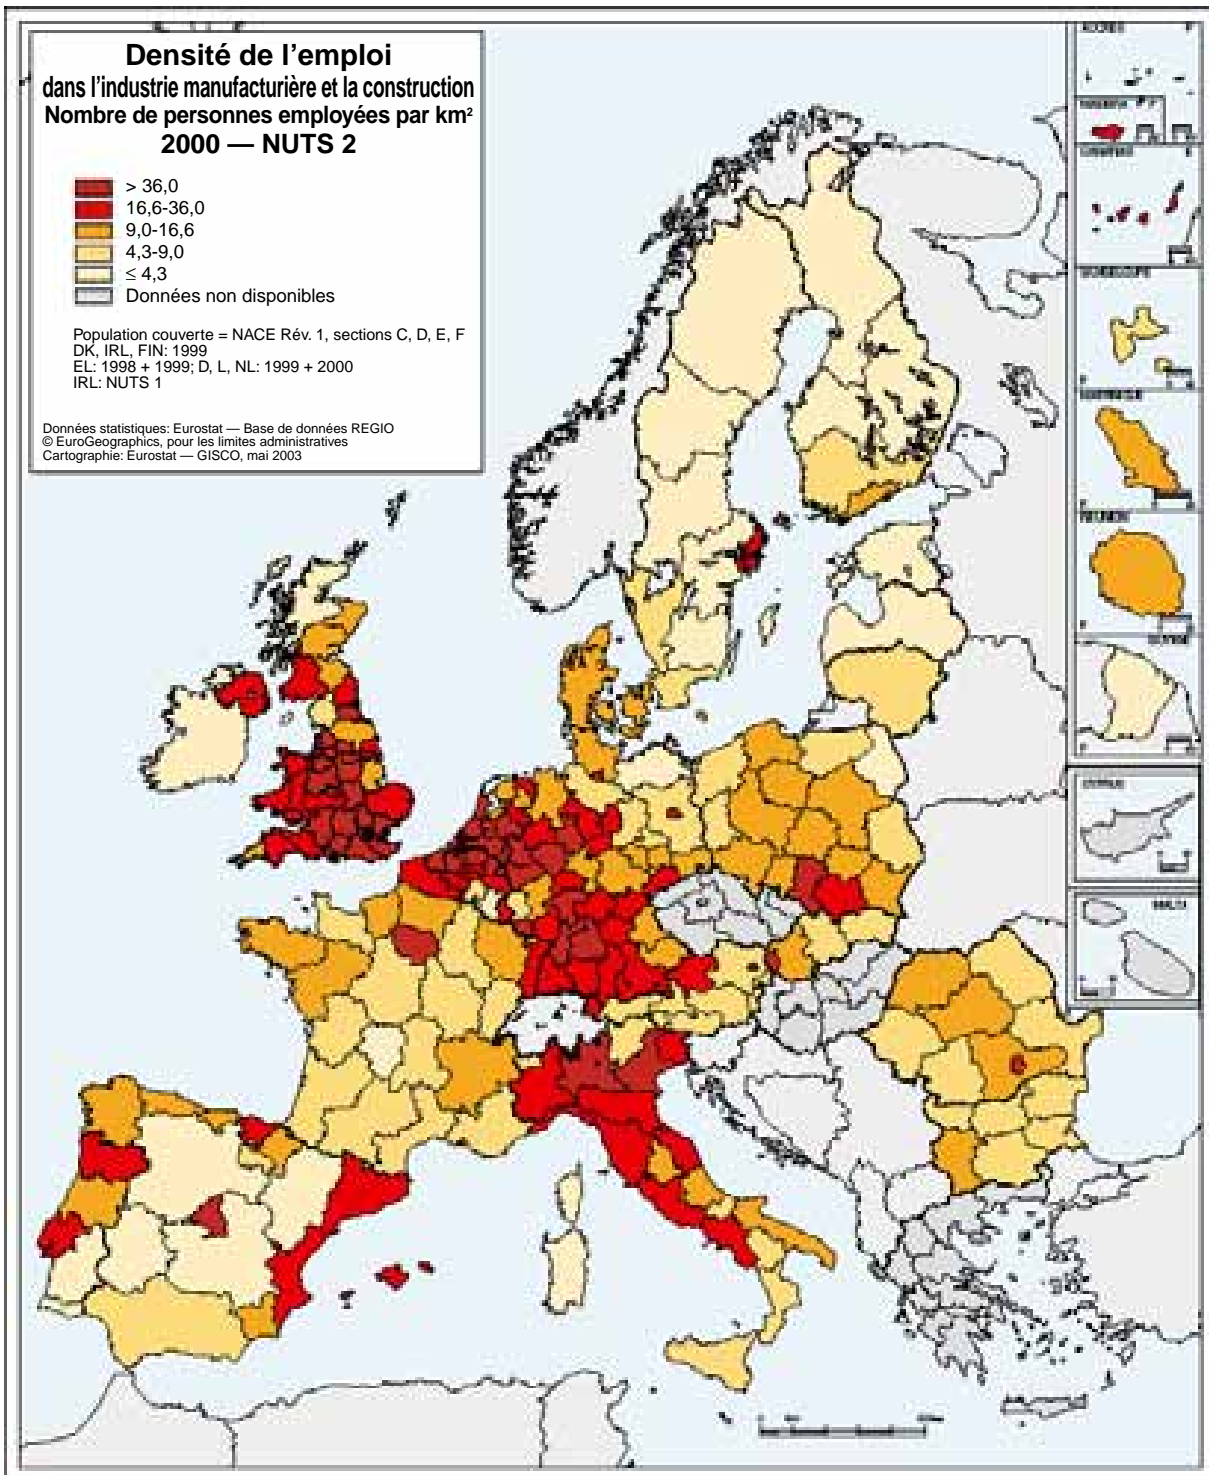 Densité de l'emploi
dans l'industrie manufacturière et la construction
Nombre de personnes employées par km²
2000 — NUTS 2
> 36,0
16,6-36,0
9,0-16,6
4,3-9,0
≤ 4,3
Données non disponibles
Population couverte = NACE Rév. 1, sections C, D, E, F
DK, IRL, FIN: 1999
EL: 1998 + 1999; D, L, NL: 1999 + 2000
IRL: NUTS 1
Données statistiques: Eurostat — Base de données REGIO
© EuroGeographics, pour les limites administratives
Cartographie: Eurostat — GISCO, mai 2003